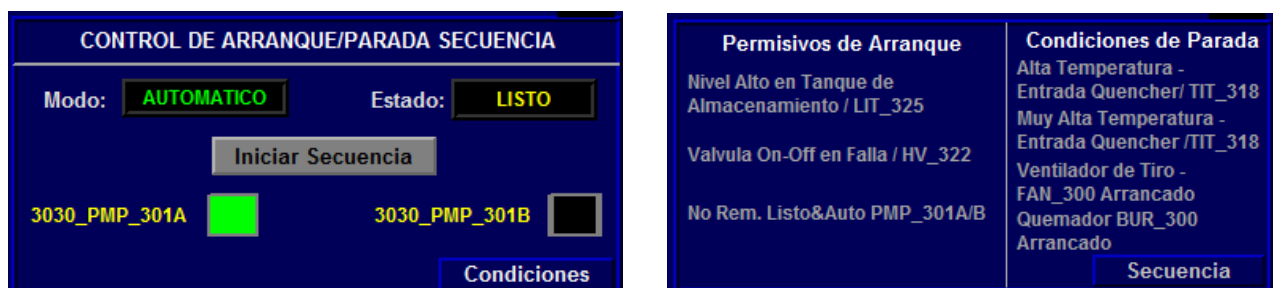 CONTROL DE ARRANQUE/PARADA SECUENCIA
Modo: AUTOMATICO Estado: LISTO
Iniciar Secuencia
3030_PMP_301A 3030_PMP_301B
Condiciones
Permisivos de Arranque
Nivel Alto en Tanque de
Almacenamiento / LIT_325
Valvula On-Off en Falla / HV_322
No Rem. Listo&Auto PMP_301A/B
Condiciones de Parada
Alta Temperatura -
Entrada Quencher/ TIT_318
Muy Alta Temperatura -
Entrada Quencher /TIT_318
Ventilador de Tiro -
FAN_300 Arrancado
Quemador BUR_300
Arrancado
Secuencia